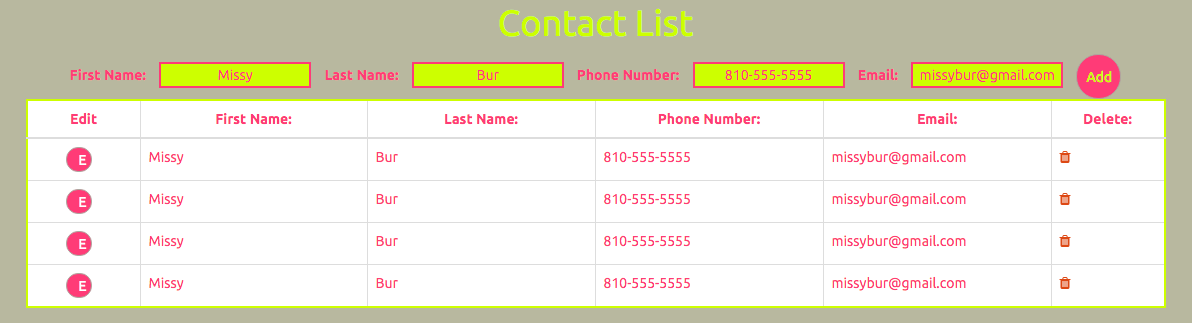 Contact List
First Name: Missy Last Name: Bur Phone Number: 810-555-5555 Email: missybur@gmail.com Add
Edit First Name: Last Name: Phone Number: Email: Delete:
E Missy Bur 810-555-5555 missybur@gmail.com
E Missy Bur 810-555-5555 missybur@gmail.com
E Missy Bur 810-555-5555 missybur@gmail.com
E Missy Bur 810-555-5555 missybur@gmail.com